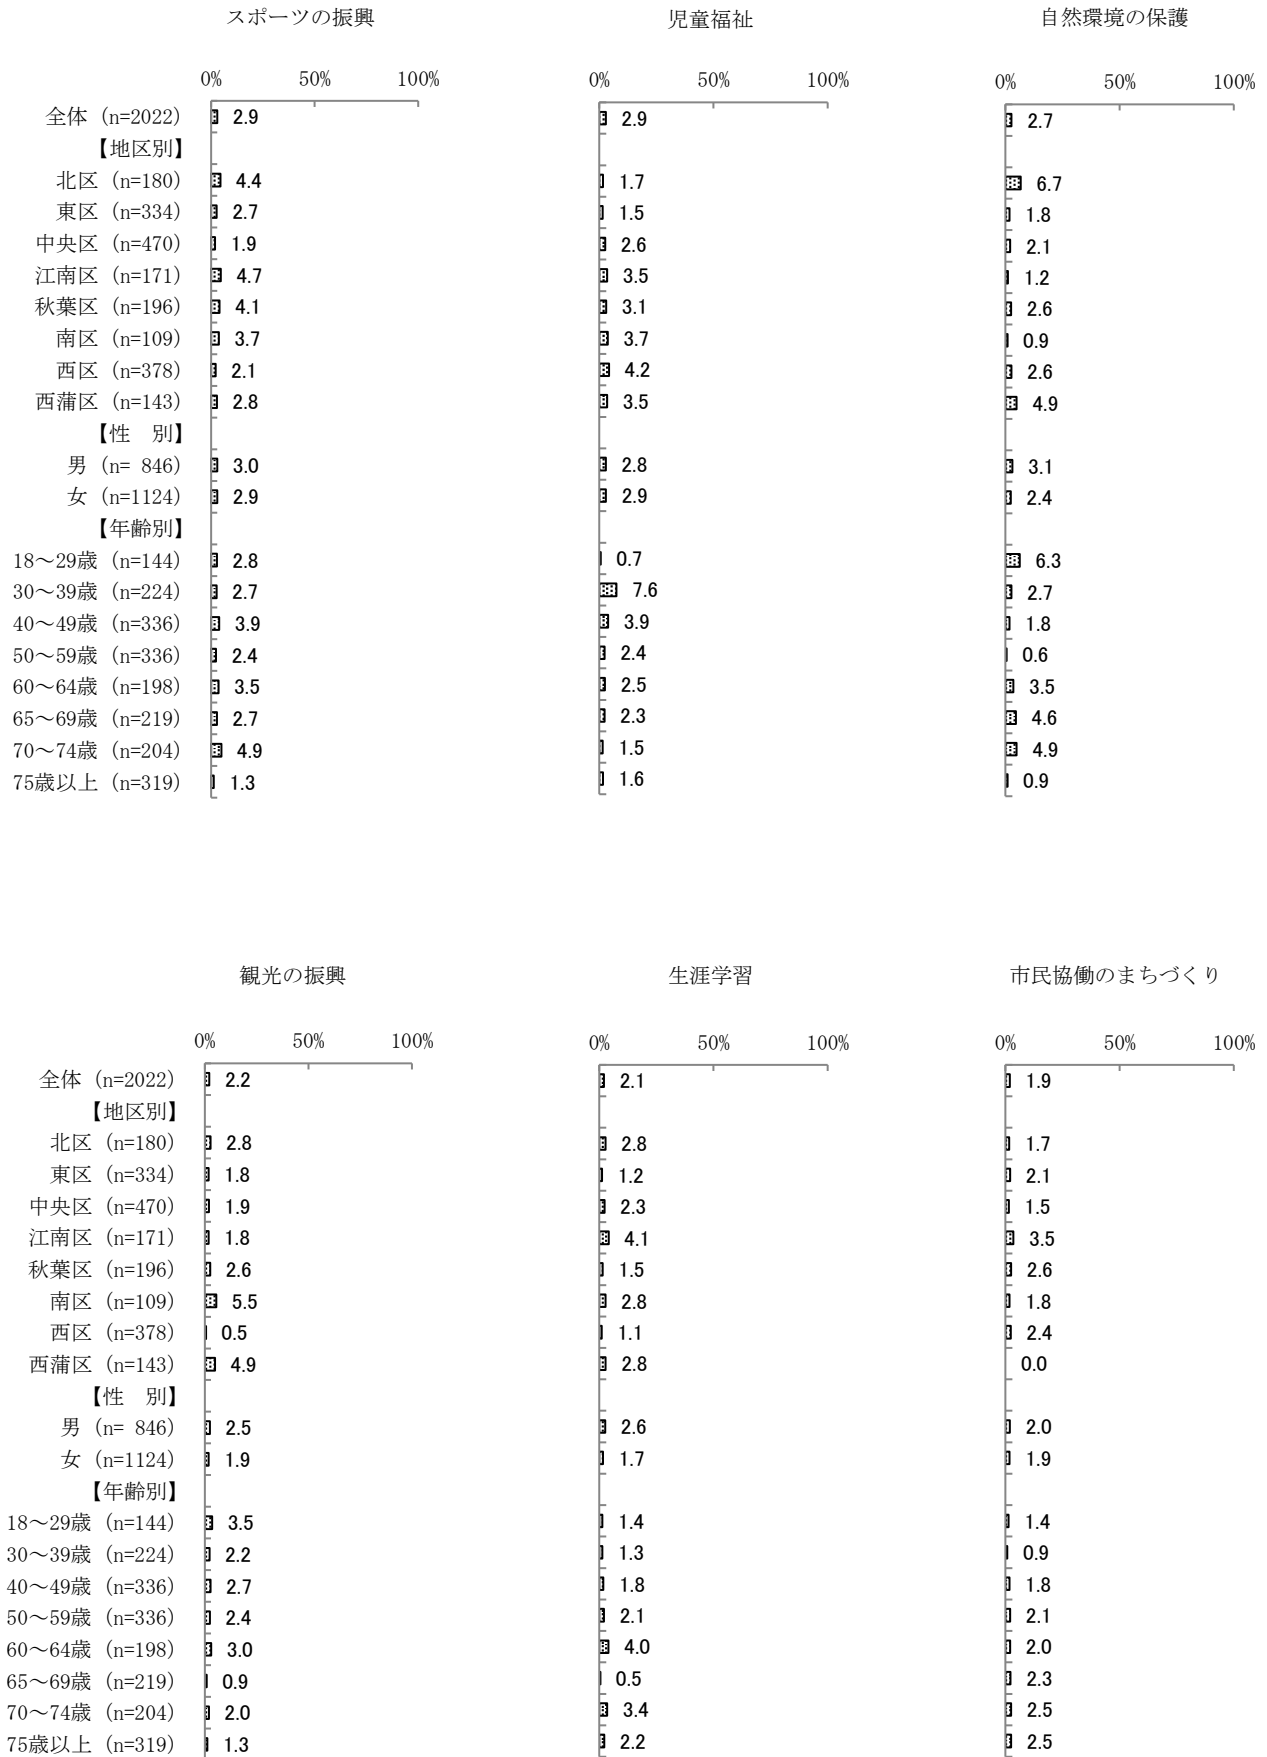 スポーツの振興 児童福祉 自然環境の保護
0% 50% 100% 0% 50% 100% 0% 50% 100%
全体 (n=2022) 2.9 2.9 2.7
【地区別】
北区 (n=180) 4.4 1.7 6.7
東区 (n=334) 2.7 1.5 1.8
中央区 (n=470) 1.9 2.6 2.1
江南区 (n=171) 4.7 3.5 1.2
秋葉区 (n=196) 4.1 3.1 2.6
南区 (n=109) 3.7 3.7 0.9
西区 (n=378) 2.1 4.2 2.6
西蒲区 (n=143) 2.8 3.5 4.9
【性　別】
男 (n= 846) 3.0 2.8 3.1
女 (n=1124) 2.9 2.9 2.4
【年齢別】
18～29歳 (n=144) 2.8 0.7 6.3
30～39歳 (n=224) 2.7 7.6 2.7
40～49歳 (n=336) 3.9 3.9 1.8
50～59歳 (n=336) 2.4 2.4 0.6
60～64歳 (n=198) 3.5 2.5 3.5
65～69歳 (n=219) 2.7 2.3 4.6
70～74歳 (n=204) 4.9 1.5 4.9
75歳以上 (n=319) 1.3 1.6 0.9
観光の振興 生涯学習 市民協働のまちづくり
0% 50% 100% 0% 50% 100% 0% 50% 100%
全体 (n=2022) 2.2 2.1 1.9
【地区別】
北区 (n=180) 2.8 2.8 1.7
東区 (n=334) 1.8 1.2 2.1
中央区 (n=470) 1.9 2.3 1.5
江南区 (n=171) 1.8 4.1 3.5
秋葉区 (n=196) 2.6 1.5 2.6
南区 (n=109) 5.5 2.8 1.8
西区 (n=378) 0.5 1.1 2.4
西蒲区 (n=143) 4.9 2.8 0.0
【性　別】
男 (n= 846) 2.5 2.6 2.0
女 (n=1124) 1.9 1.7 1.9
【年齢別】
18～29歳 (n=144) 3.5 1.4 1.4
30～39歳 (n=224) 2.2 1.3 0.9
40～49歳 (n=336) 2.7 1.8 1.8
50～59歳 (n=336) 2.4 2.1 2.1
60～64歳 (n=198) 3.0 4.0 2.0
65～69歳 (n=219) 0.9 0.5 2.3
70～74歳 (n=204) 2.0 3.4 2.5
75歳以上 (n=319) 1.3 2.2 2.5